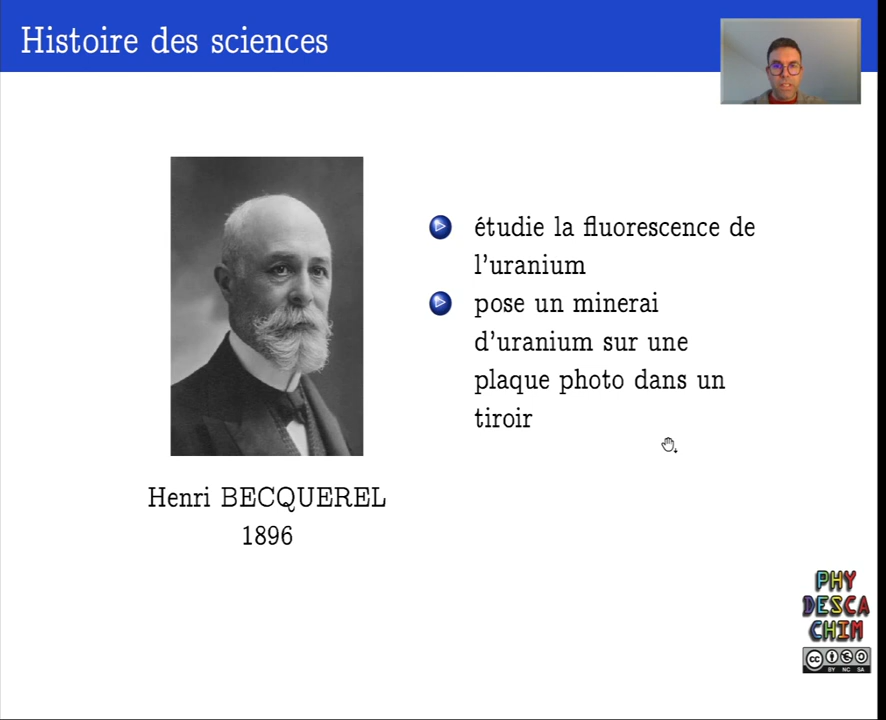 Histoire des sciences
étudie la fluorescence de
l'uranium
pose un minerai
d'uranium sur une
plaque photo dans un
tiroir
Henri BECQUEREL
1896
PHY
DESCA
CHIM
CC
BY NC SA